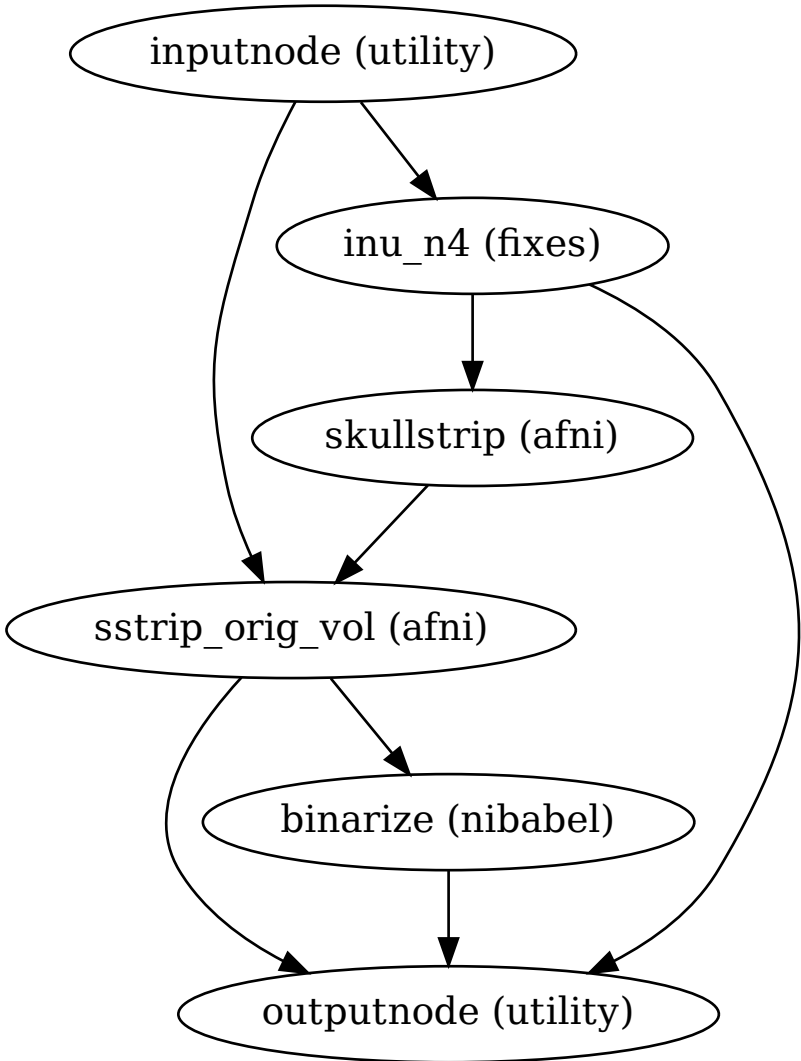 inputnode (utility)
inu_n4 (fixes)
skullstrip (afni)
sstrip_orig_vol (afni)
binarize (nibabel)
outputnode (utility)